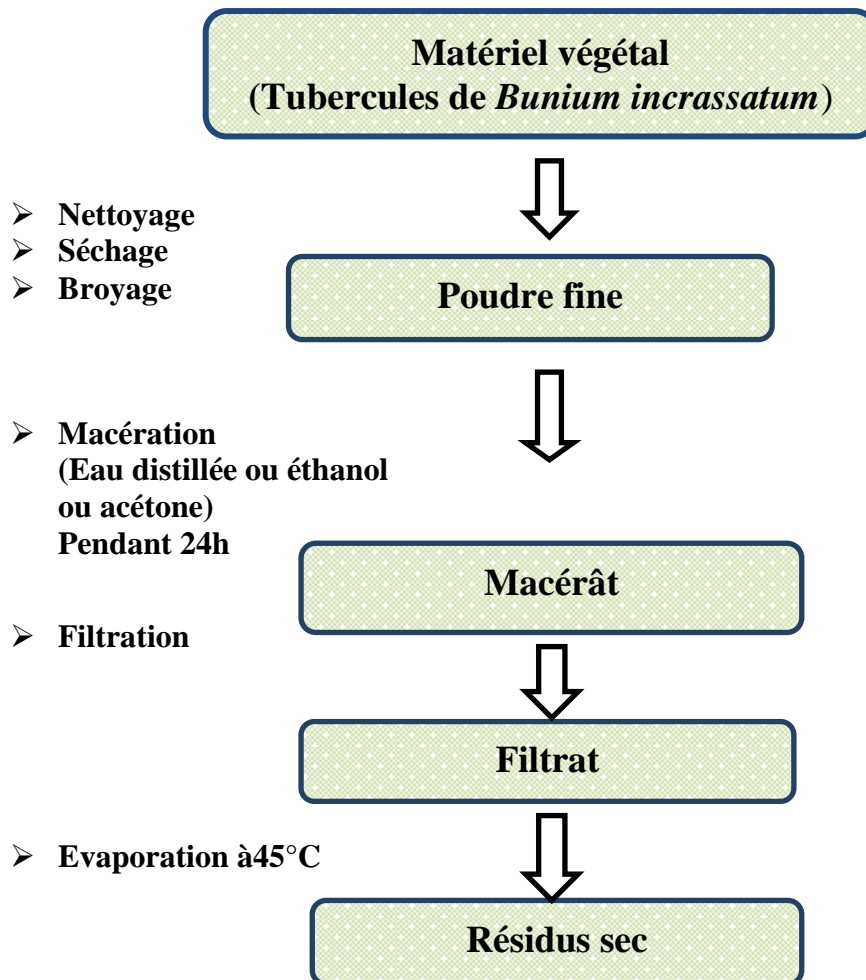 Matériel végétal
(Tubercules de Bunium incrassatum)
➢ Nettoyage
➢ Séchage
➢ Broyage
Poudre fine
➢ Macération
(Eau distillée ou éthanol
ou acétone)
Pendant 24h
Macérât
➢ Filtration
Filtrat
➢ Evaporation à45°C
Résidus sec